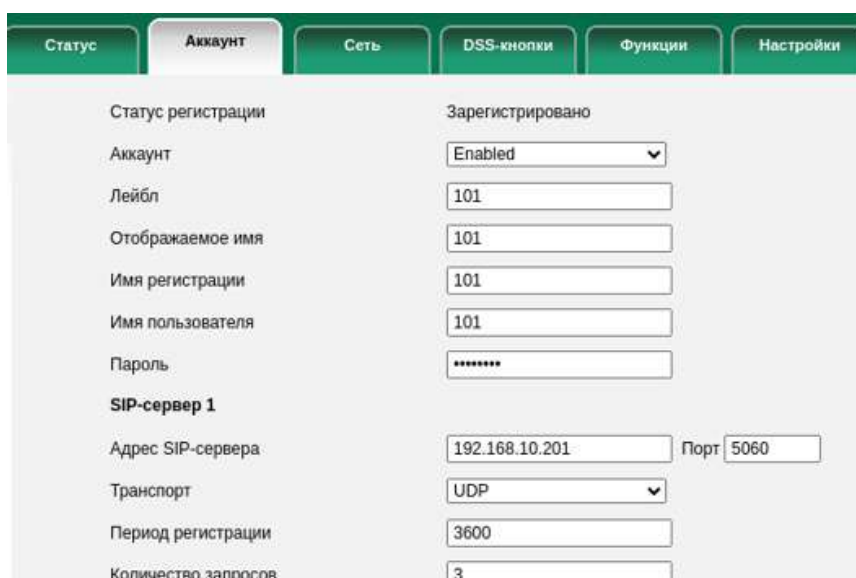 Статус Аккаунт Сеть DSS-кнопки Функции Настройки
Статус регистрации Зарегистрировано
Аккаунт Enabled
Лейбл 101
Отображаемое имя 101
Имя регистрации 101
Имя пользователя 101
Пароль ••••••••
SIP-сервер 1
Адрес SIP-сервера 192.168.10.201 Порт 5060
Транспорт UDP
Период регистрации 3600
Количество запросов 3